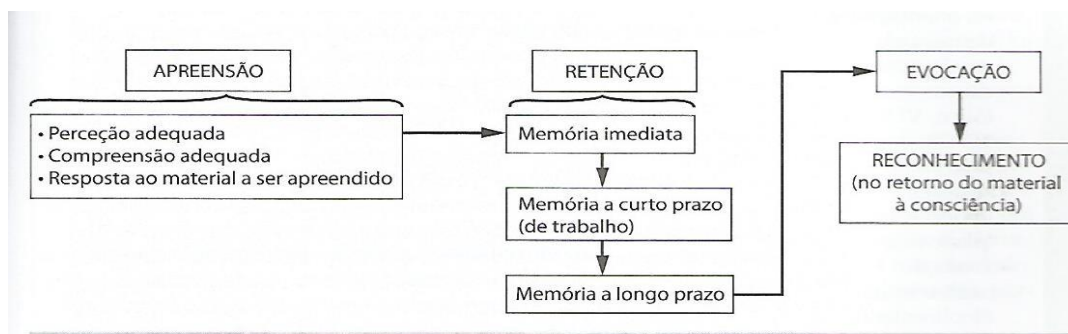 APREENSÃO
• Perceção adequada
• Compreensão adequada
• Resposta ao material a ser apreendido
RETENÇÃO
Memória imediata
Memória a curto prazo
(de trabalho)
Memória a longo prazo
EVOCAÇÃO
RECONHECIMENTO
(no retorno do material
à consciência)